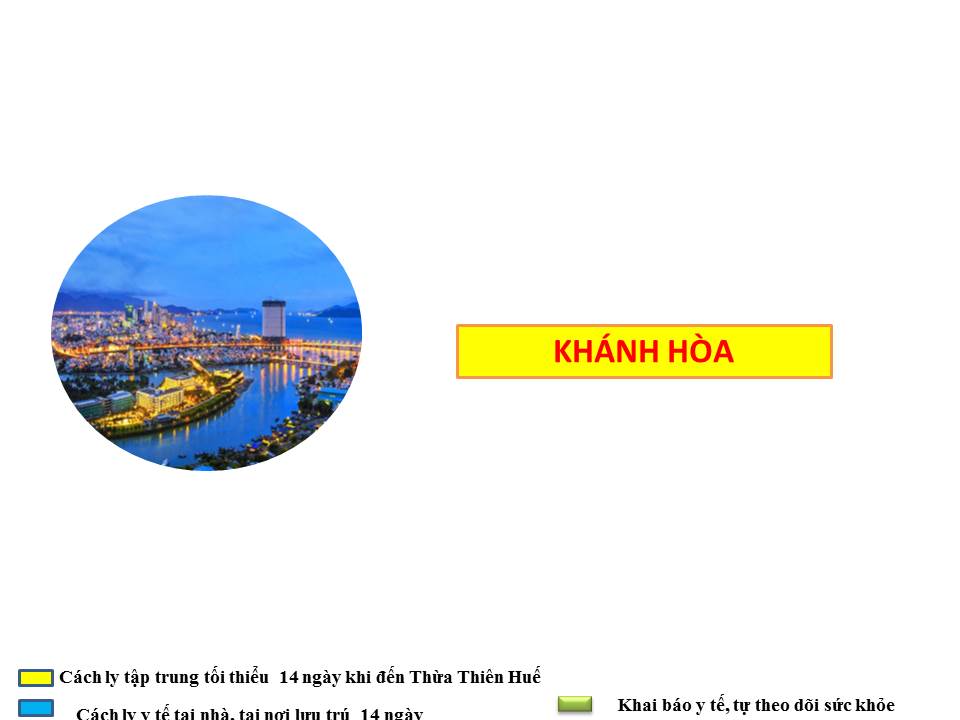 KHÁNH HÒA
Cách ly tập trung tối thiểu 14 ngày khi đến Thừa Thiên Huế
Cách ly y tế tại nhà, tại nơi lưu trú 14 ngày
Khai báo y tế, tự theo dõi sức khỏe